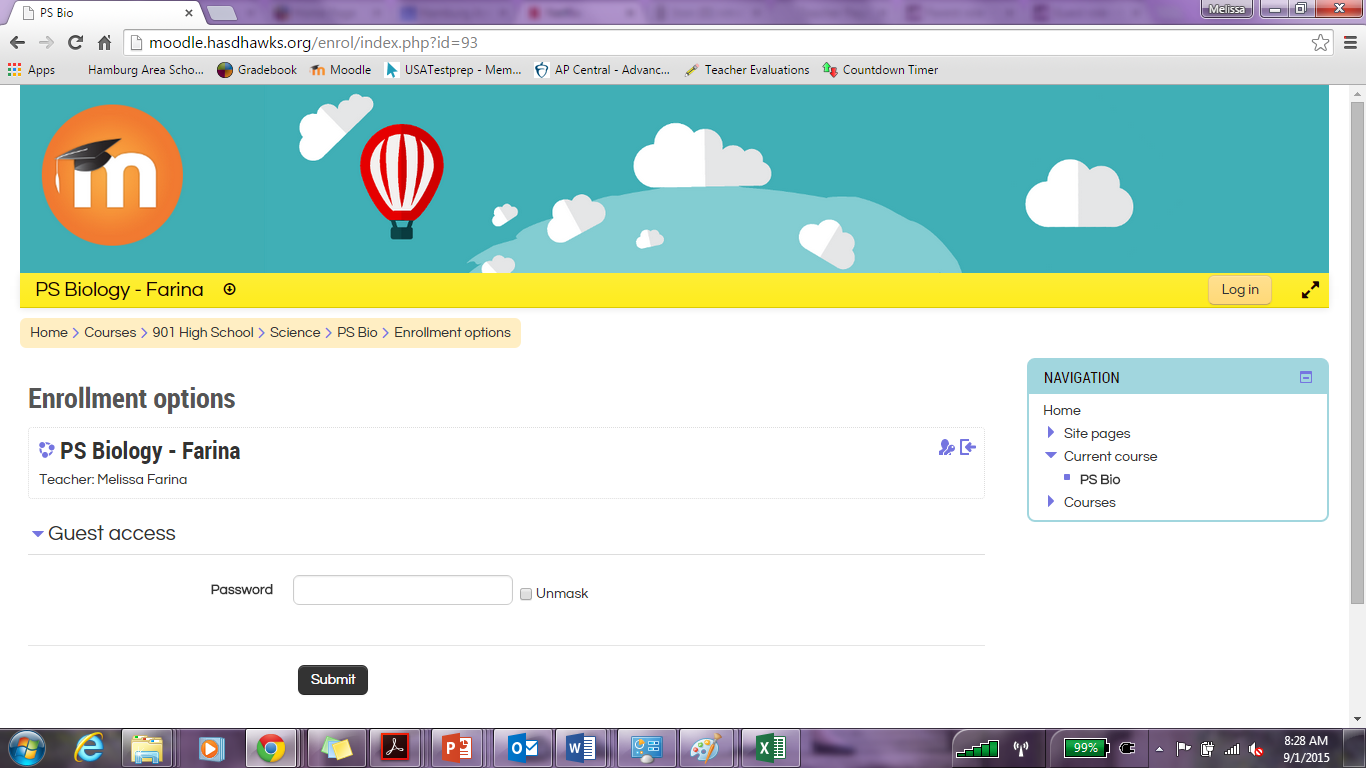 PS Bio
Melissa
moodle.hasdhawks.org/enrol/index.php?id=93
Apps Hamburg Area Scho... Gradebook Moodle USATestprep - Mem... AP Central - Advanc... Teacher Evaluations Countdown Timer
m
PS Biology - Farina
Log in
Home > Courses > 901 High School > Science > PS Bio > Enrollment options
Enrollment options
PS Biology - Farina
Teacher: Melissa Farina
Guest access
Password
Unmask
Submit
NAVIGATION
Home
Site pages
Current course
PS Bio
Courses
99%
8:28 AM
9/1/2015